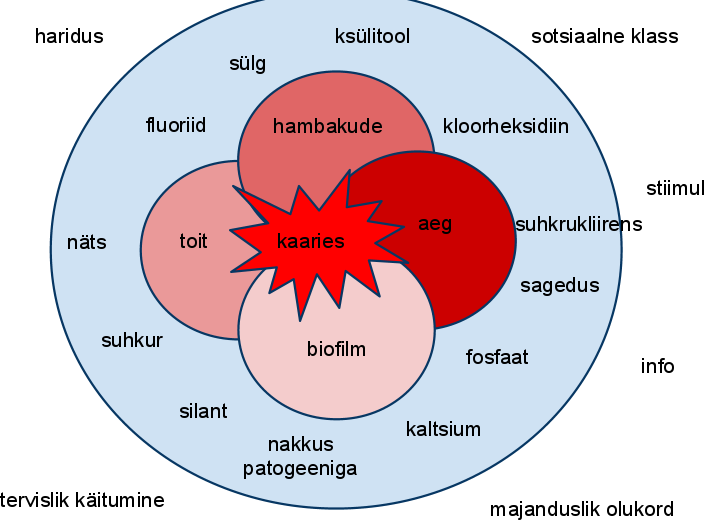 haridus
ksülitool
sotsiaalne klass
sülg
fluoriid
hambakude
kloorheksidiin
stiimul
aeg
suhkrukliirens
näts
toit
kaaries
sagedus
suhkur
biofilm
fosfaat
info
silant
kaltsium
nakkus
patogeeniga
tervislik käitumine
majanduslik olukord